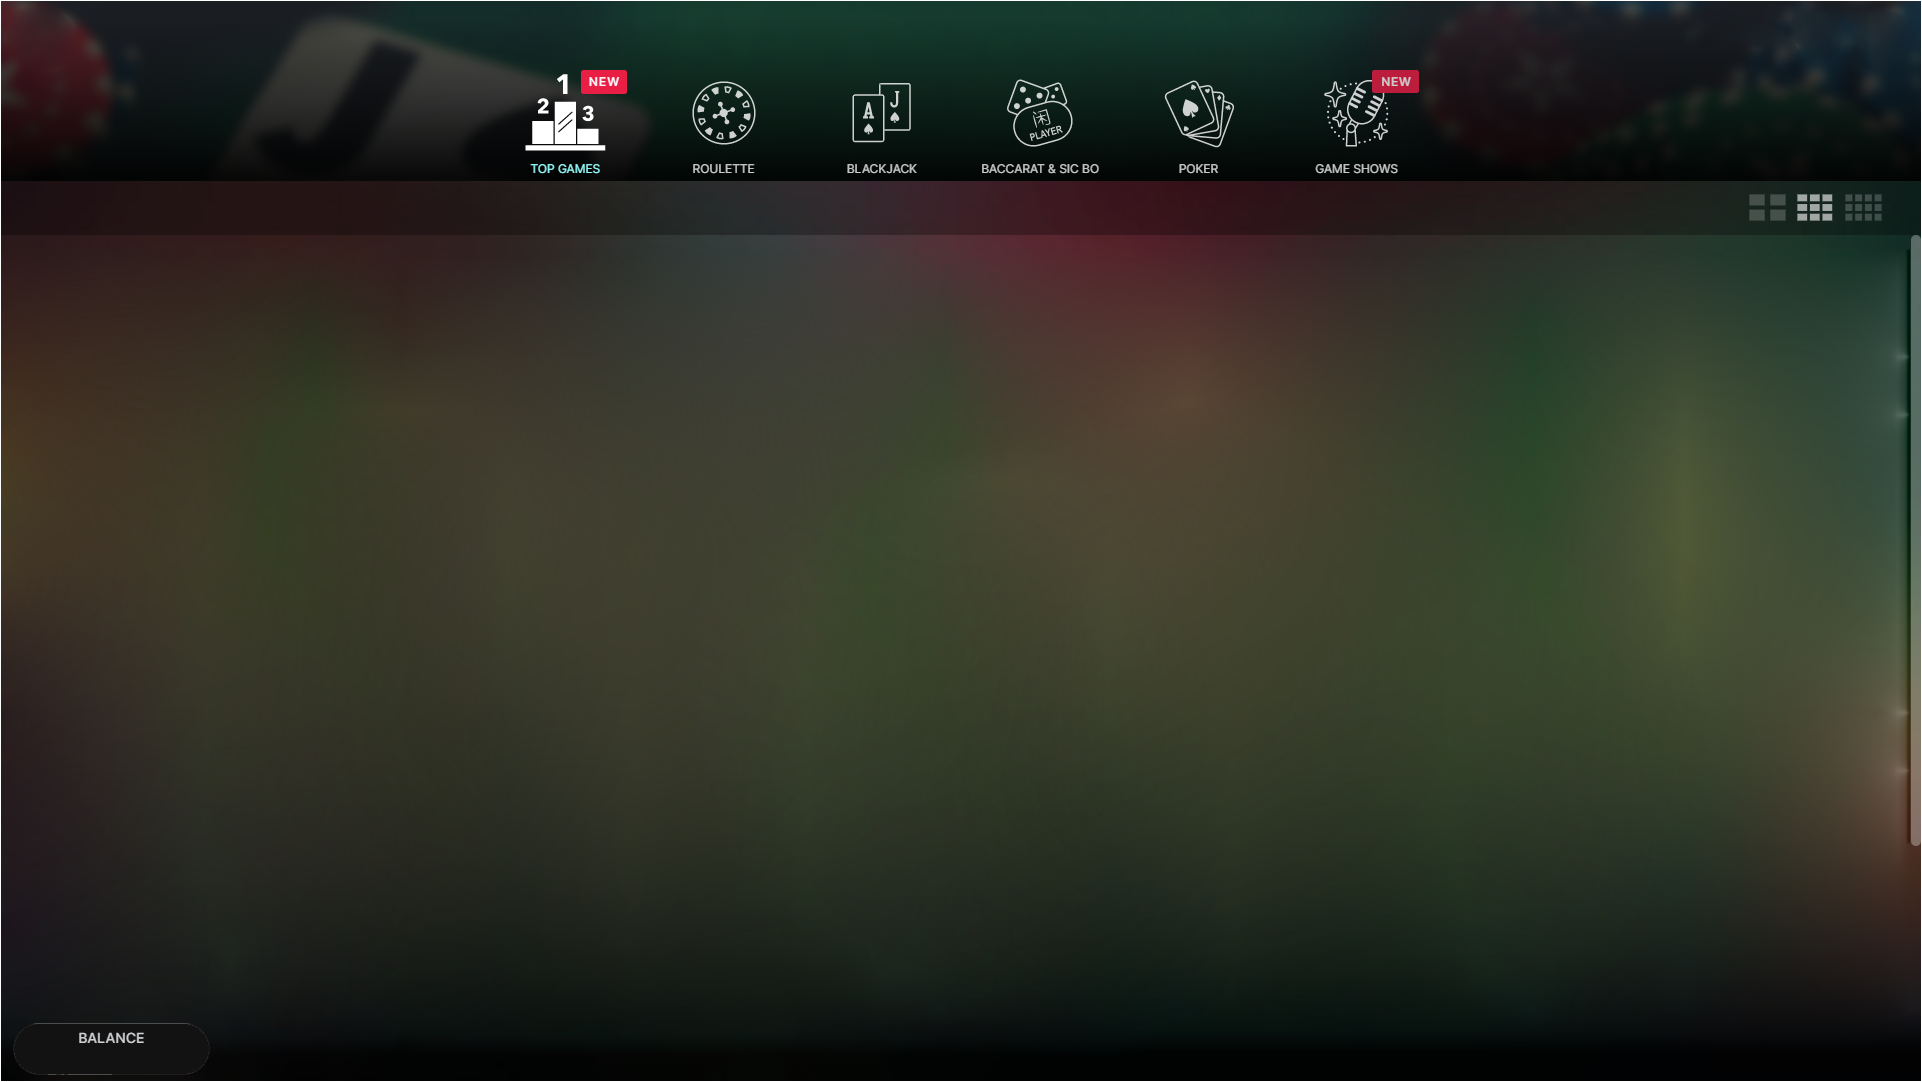 1
NEW
2
3
TOP GAMES
ROULETTE
A
J
BLACKJACK
闲
PLAYER
BACCARAT & SIC BO
POKER
NEW
GAME SHOWS
J
BALANCE